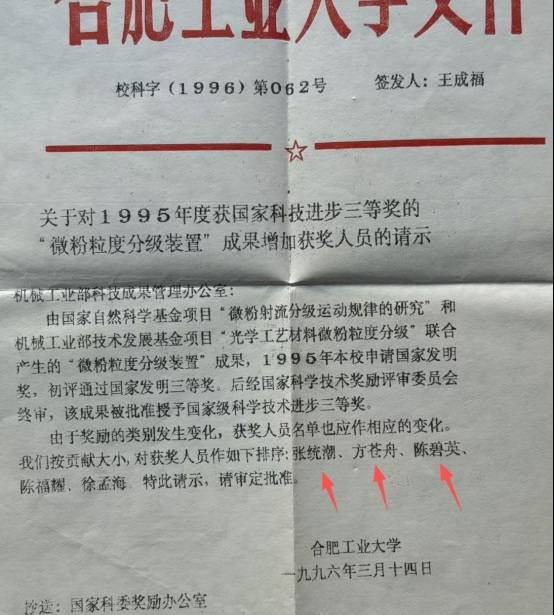 合肥工业大学文件
校科字（1996）第062号 签发人：王成福
关于对1995年度获国家科技进步三等奖的
“微粉粒度分级装置”成果增加获奖人员的请示
机械工业部科技成果管理办公室：
由国家自然科学基金项目“微粉射流分级运动规律的研究”和
机械工业部技术发展基金项目“光学工艺材料微粉粒度分级”联合
产生的“微粉粒度分级装置”成果，1995年本校申请国家发明
奖，初评通过国家发明三等奖。后经国家科学技术奖励评审委员会
终审，该成果被批准授予国家级科学技术进步三等奖。
由于奖励的类别发生变化，获奖人员名单也应作相应的变化。
我们按贡献大小，对获奖人员作如下排序：张统潮、方苍舟、陈碧英、
陈福耀、徐孟海。特此请示，请审定批准。
合肥工业大学
一九九六年三月十四日
抄送：国家科委奖励办公室